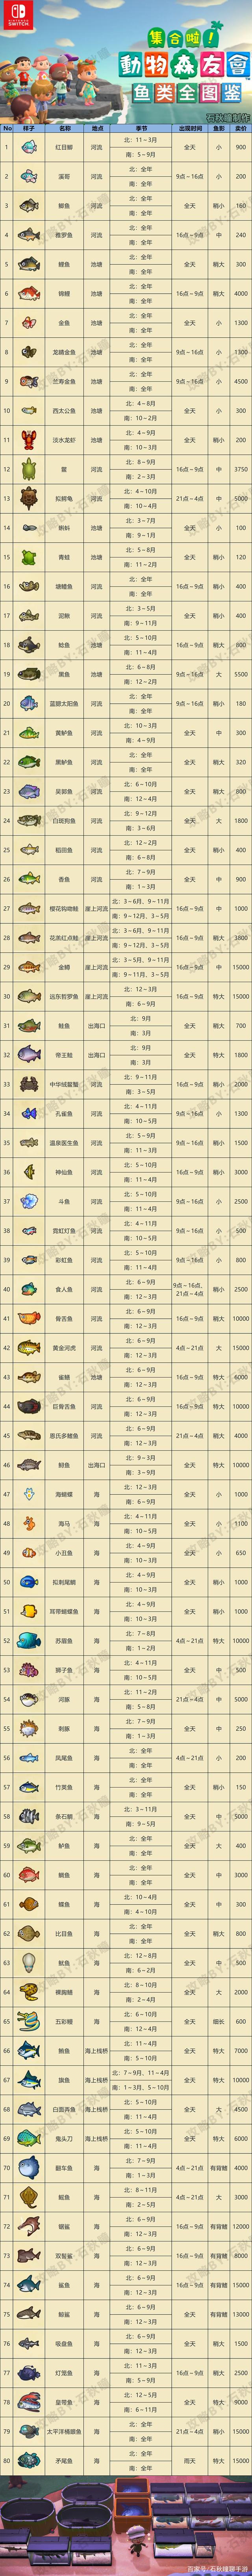 NINTENDO
SWITCH
集合啦!
動物森友會
鱼类全图鉴
石秋瞳制作
No 样子 名称 地点 季节 出现时间 鱼影 卖价
1 红目鲫 河流 北：11～3月 南：5～9月 全天 小 900
2 溪哥 河流 北：全年 南：全年 9点～16点 小 200
3 鲫鱼 河流 北：全年 南：全年 全天 稍小 160
4 雅罗鱼 河流 北：全年 南：全年 16点～9点 中 240
5 鲤鱼 池塘 北：全年 南：全年 全天 稍大 300
6 锦鲤 池塘 北：全年 南：全年 16点～9点 稍大 4000
7 金鱼 池塘 北：全年 南：全年 全天 小 1300
8 龙睛金鱼 池塘 北：全年 南：全年 9点～16点 小 1300
9 兰寿金鱼 池塘 北：全年 南：全年 9点～16点 小 4500
10 西太公鱼 池塘 北：4～8月 南：10～2月 全天 小 300
11 淡水龙虾 池塘 北：4～9月 南：10～3月 全天 稍小 200
12 鳖 河流 北：8～9月 南：2～3月 16点～9点 中 3750
13 拟鳄龟 河流 北：4～10月 南：10～4月 21点～4点 中 5000
14 蝌蚪 池塘 北：3～7月 南：9～1月 全天 小 100
15 青蛙 池塘 北：5～8月 南：11～2月 全天 稍小 120
16 塘鳢鱼 河流 北：全年 南：全年 16点～9点 稍小 400
17 泥鳅 河流 北：3～5月 南：9～11月 全天 稍小 400
18 鲶鱼 池塘 北：5～10月 南：11～4月 16点～9点 稍大 800
19 黑鱼 池塘 北：6～8月 南：12～2月 9点～16点 大 5500
20 蓝鳃太阳鱼 河流 北：全年 南：全年 9点～16点 稍小 180
21 黄鲈鱼 河流 北：10～3月 南：4～9月 全天 中 300
22 黑鲈鱼 河流 北：全年 南：全年 全天 稍大 320
23 吴郭鱼 河流 北：6～10月 南：12～4月 全天 稍大 800
24 白斑狗鱼 河流 北：9～12月 南：3～6月 全天 大 1800
25 稻田鱼 河流 北：12～2月 南：6～8月 全天 稍小 400
26 香鱼 河流 北：7～9月 南：1～3月 全天 中 900
27 樱花钩吻鲑 崖上河流 北：3～6月、9～11月 南：9～12月、3～5月 16点～9点 中 1000
28 花羔红点鲑 崖上河流 北：3～6月、9～11月 南：9～12月、3～5月 16点～9点 稍大 3800
29 金鳟 崖上河流 北：3～5月、9～11月 南：9～11月、3～5月 16点～9点 中 15000
30 远东哲罗鱼 河流 北：12～3月 南：6～9月 16点～9点 特大 15000
31 鲑鱼 出海口 北：9月 南：3月 全天 稍大 700
32 帝王鲑 出海口 北：9月 南：3月 全天 特大 1800
33 中华绒螯蟹 河流 北：9～11月 南：3～5月 16点～9点 稍小 2000
34 孔雀鱼 河流 北：4～11月 南：10～5月 9点～16点 小 1300
35 温泉医生鱼 河流 北：5～9月 南：11～3月 9点～16点 稍小 1500
36 神仙鱼 河流 北：5～10月 南：11～4月 16点～9点 稍小 3000
37 斗鱼 河流 北：5～10月 南：11～4月 9点～16点 小 2500
38 霓虹灯鱼 河流 北：4～11月 南：10～5月 9点～16点 小 500
39 彩虹鱼 河流 北：5～10月 南：11～4月 9点～16点 小 800
40 食人鱼 河流 北：6～9月 南：12～3月 9点～16点、21点～4点 稍小 2500
41 骨舌鱼 河流 北：6～9月 南：12～3月 16点～9点 稍大 10000
42 黄金河虎 河流 北：6～9月 南：12～3月 4点～21点 大 15000
43 雀鳝 池塘 北：6～9月 南：12～3月 16点～9点 特大 6000
44 巨骨舌鱼 河流 北：6～9月 南：12～3月 16点～9点 特大 10000
45 恩氏多鳍鱼 河流 北：6～9月 南：12～3月 21点～4点 稍大 4000
46 鲟鱼 出海口 北：9～3月 南：3～9月 全天 特大 10000
47 海蝴蝶 海 北：12～3月 南：6～9月 全天 小 1000
48 海马 海 北：4～11月 南：10～5月 全天 小 1100
49 小丑鱼 海 北：4～9月 南：10～3月 全天 小 650
50 拟刺尾鲷 海 北：4～9月 南：10～3月 全天 稍小 1000
51 耳带蝴蝶鱼 海 北：4～9月 南：10～3月 全天 稍小 1000
52 苏眉鱼 海 北：7～8月 南：1～2月 4点～21点 特大 10000
53 狮子鱼 海 北：4～11月 南：10～5月 全天 中 500
54 河豚 海 北：11～2月 南：5～8月 21点～4点 中 5000
55 刺豚 海 北：7～9月 南：1～3月 全天 中 250
56 凤尾鱼 海 北：全年 南：全年 4点～21点 小 200
57 竹荚鱼 海 北：全年 南：全年 全天 稍小 150
58 条石鲷 海 北：3～11月 南：9～5月 全天 中 5000
59 鲈鱼 海 北：全年 南：全年 全天 大 400
60 鲷鱼 海 北：全年 南：全年 全天 中 3000
61 鲽鱼 海 北：10～4月 南：4～10月 全天 中 300
62 比目鱼 海 北：全年 南：全年 全天 稍大 800
63 鱿鱼 海 北：12～8月 南：6～2月 全天 中 500
64 裸胸鳝 海 北：8～10月 南：2～4月 全天 大 2000
65 五彩鳗 海 北：6～10月 南：12～4月 全天 细长 600
66 鲔鱼 海上栈桥 北：11～4月 南：5～10月 全天 特大 7000
67 旗鱼 海上栈桥 北：7～9月、11～4月 南：1～3月、5～10月 全天 特大 10000
68 白面弄鱼 海上栈桥 北：5～10月 南：11～4月 全天 大 4500
69 鬼头刀 海上栈桥 北：5～10月 南：11～4月 全天 特大 6000
70 翻车鱼 海 北：7～9月 南：1～3月 4点～21点 有背鳍 4000
71 鳐鱼 海 北：8～11月 南：2～5月 4点～21点 大 3000
72 锯鲨 海 北：6～9月 南：12～3月 16点～9点 有背鳍 12000
73 双髻鲨 海 北：6～9月 南：12～3月 16点～9点 有背鳍 8000
74 鲨鱼 海 北：6～9月 南：12～3月 16点～9点 有背鳍 15000
75 鲸鲨 海 北：6～9月 南：12～3月 全天 有背鳍 13000
76 吸盘鱼 海 北：6～9月 南：12～3月 全天 稍大 1500
77 灯笼鱼 海 北：11～3月 南：5～9月 16点～9点 稍大 2500
78 皇带鱼 海 北：12～5月 南：6～11月 全天 特大 9000
79 太平洋桶眼鱼 海 北：全年 南：全年 21点～4点 稍小 15000
80 矛尾鱼 海 北：全年 南：全年 雨天 特大 15000
百家号/石秋瞳聊手游